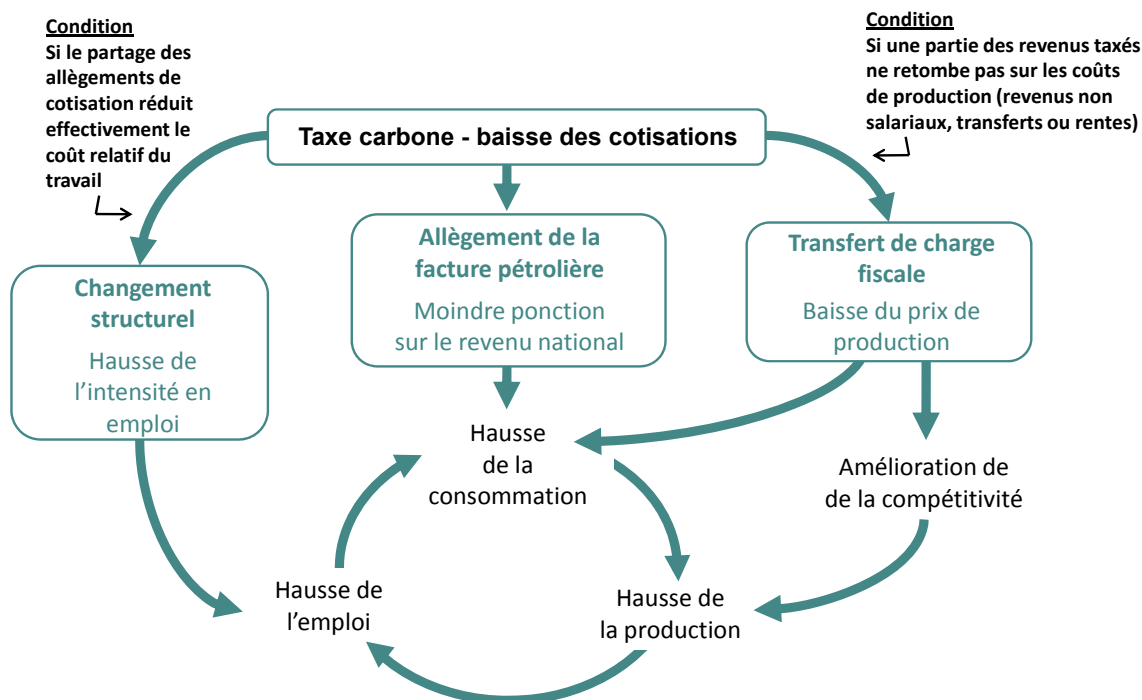 Condition
Si le partage des
allègements de
cotisation réduit
effectivement le
coût relatif du
travail
Condition
Si une partie des revenus taxés
ne retombe pas sur les coûts
de production (revenus non
salariaux, transferts ou rentes)
Taxe carbone - baisse des cotisations
Changement
structurel
Hausse de
l'intensité en
emploi
Allègement de la
facture pétrolière
Moindre ponction
sur le revenu national
Transfert de charge
fiscale
Baisse du prix de
production
Hausse
de la
consommation
Amélioration de
de la compétitivité
Hausse de
l'emploi
Hausse de
la production